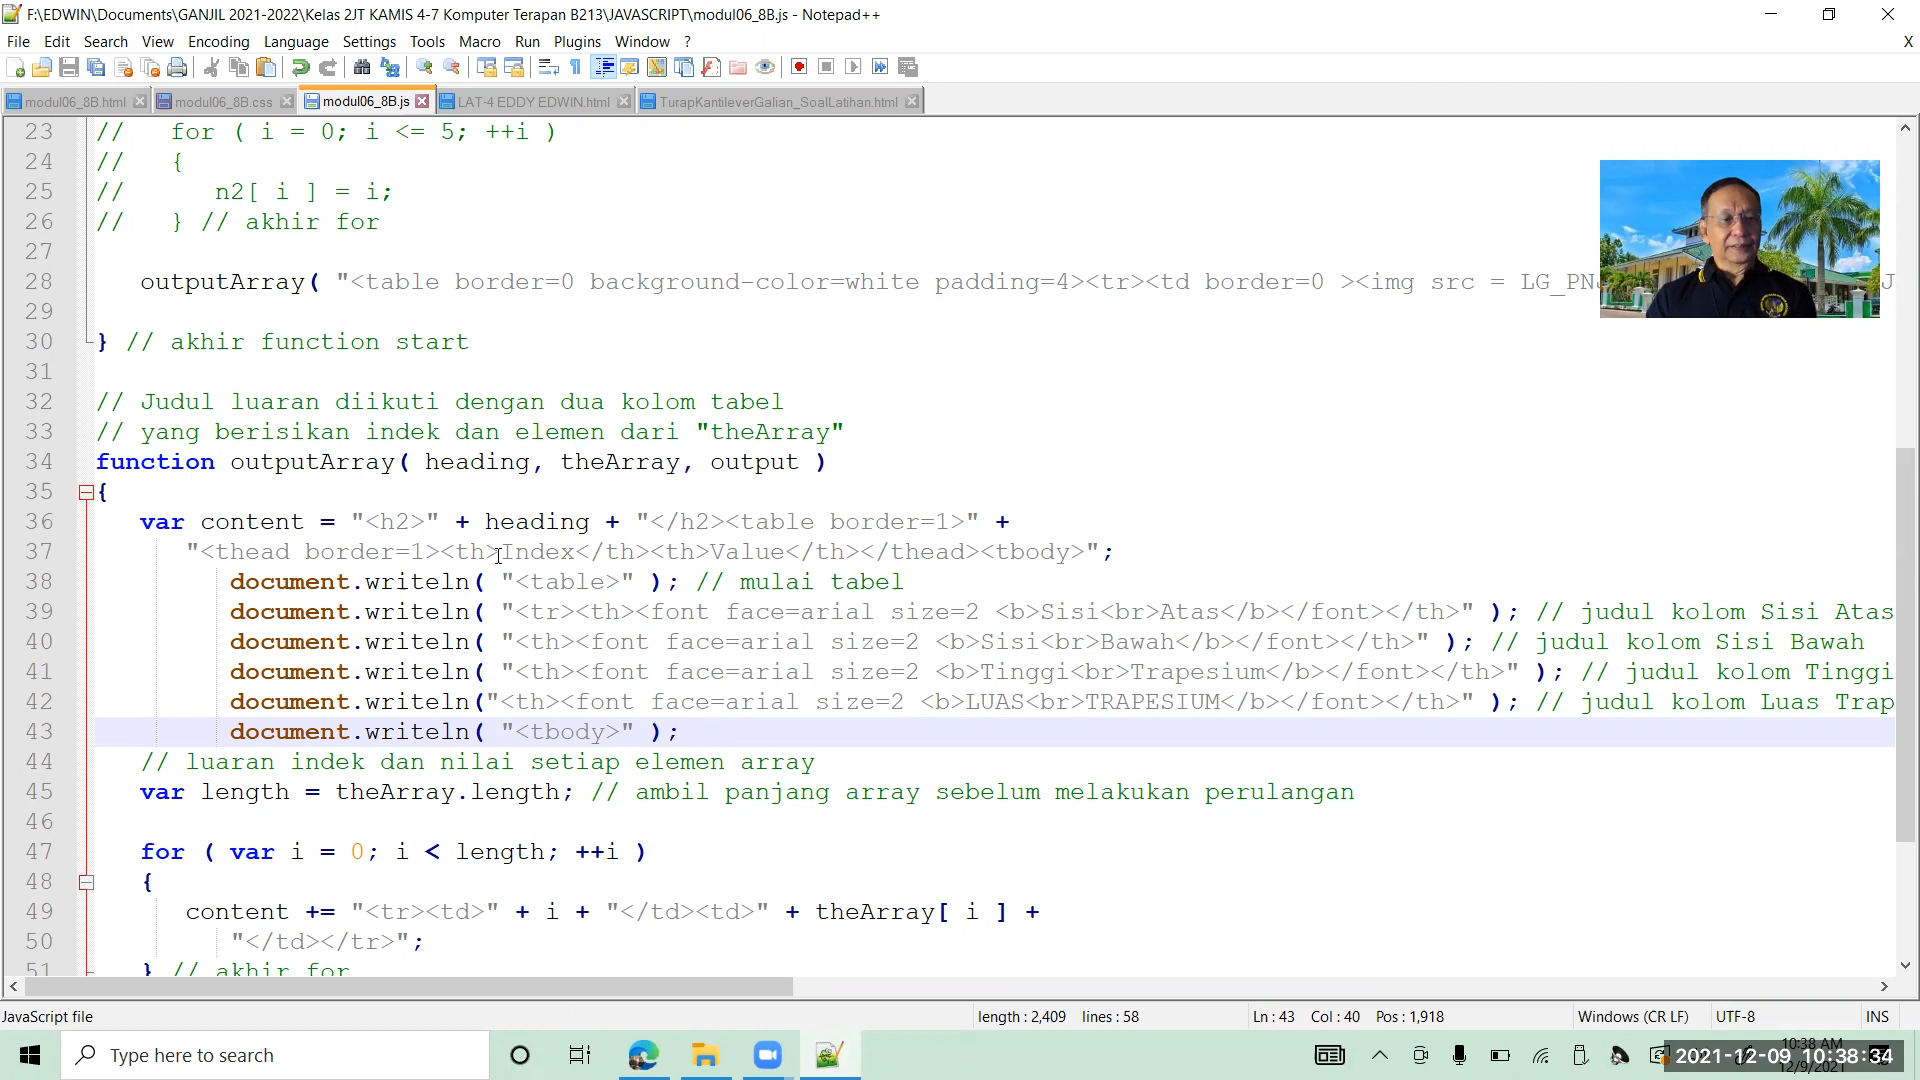 F:\EDWIN\Documents\GANJIL 2021-2022\Kelas 2JT KAMIS 4-7 Komputer Terapan B213\JAVASCRIPT\modul06_8B.js - Notepad++
File Edit Search View Encoding Language Settings Tools Macro Run Plugins Window ? X
modul06_8B.html modul06_8B.css modul06_8B.js LAT-4 EDDY EDWIN.html TurapKantileverGalian_SoalLatihan.html
23 // for ( i = 0; i <= 5; ++i )
24 // {
25 // n2[ i ] = i;
26 // } // akhir for
27
28 outputArray( "<table border=0 background-color=white padding=4><tr><td border=0 ><img src = LG_PN
29
30 } // akhir function start
31
32 // Judul luaran diikuti dengan dua kolom tabel
33 // yang berisikan indek dan elemen dari "theArray"
34 function outputArray( heading, theArray, output )
35 {
36 var content = "<h2>" + heading + "</h2><table border=1>" +
37 "<thead border=1><th>Index</th><th>Value</th></thead><tbody>";
38 document.writeln( "<table>" ); // mulai tabel
39 document.writeln( "<tr><th><font face=arial size=2 <b>Sisi<br>Atas</b></font></th>" ); // judul kolom Sisi Atas
40 document.writeln( "<th><font face=arial size=2 <b>Sisi<br>Bawah</b></font></th>" ); // judul kolom Sisi Bawah
41 document.writeln( "<th><font face=arial size=2 <b>Tinggi<br>Trapesium</b></font></th>" ); // judul kolom Tinggi
42 document.writeln("<th><font face=arial size=2 <b>LUAS<br>TRAPESIUM</b></font></th>" ); // judul kolom Luas Trap
43 document.writeln( "<tbody>" );
44 // luaran indek dan nilai setiap elemen array
45 var length = theArray.length; // ambil panjang array sebelum melakukan perulangan
46
47 for ( var i = 0; i < length; ++i )
48 {
49 content += "<tr><td>" + i + "</td><td>" + theArray[ i ] +
50 "</td></tr>";
51 } // akhir for
JavaScript file length : 2,409 lines : 58 Ln : 43 Col : 40 Pos : 1,918 Windows (CR LF) UTF-8 INS
Type here to search
10:38 AM
2021-12-09 10:38:34
12/9/2021